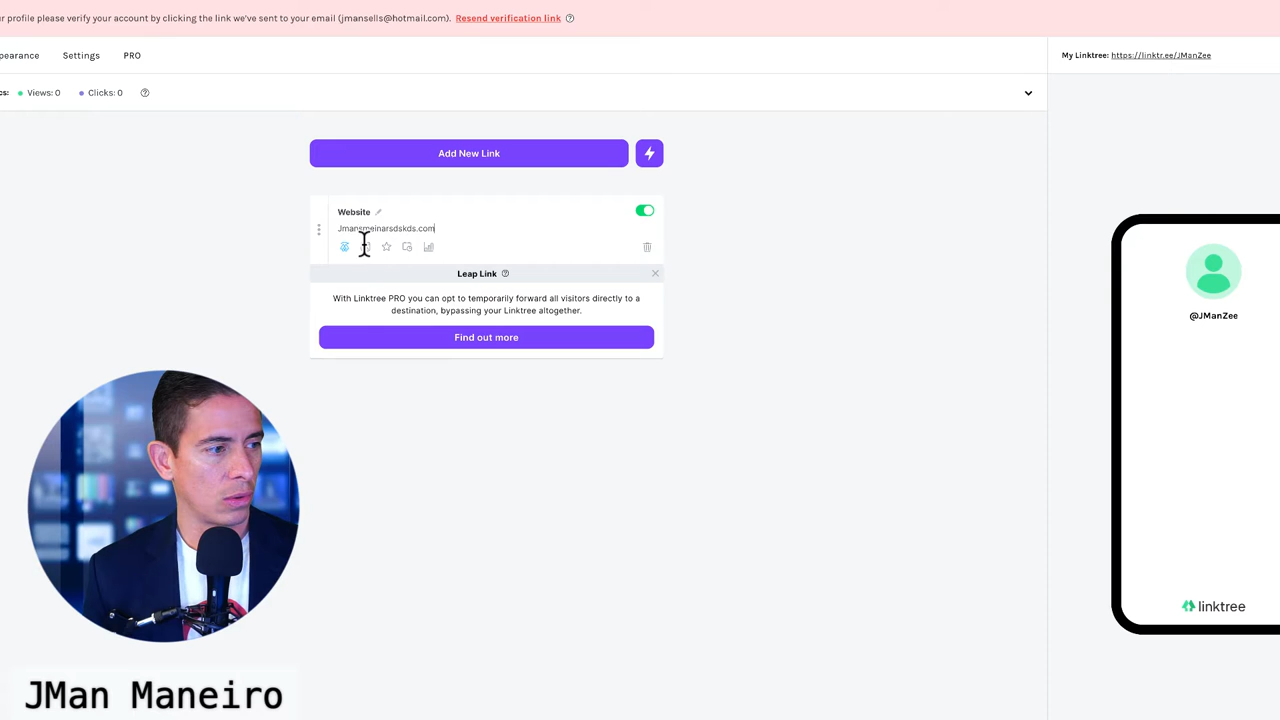 r profile please verify your account by clicking the link we've sent to your email (jmansells@hotmail.com). Resend verification link
pearance Settings PRO
My Linktree: https://linktr.ee/JManZee
cs: Views: 0 Clicks: 0
Add New Link
Website
Jmansmeinarsdskds.com
Leap Link
With Linktree PRO you can opt to temporarily forward all visitors directly to a
destination, bypassing your Linktree altogether.
Find out more
@JManZee
linktree
JMan Maneiro